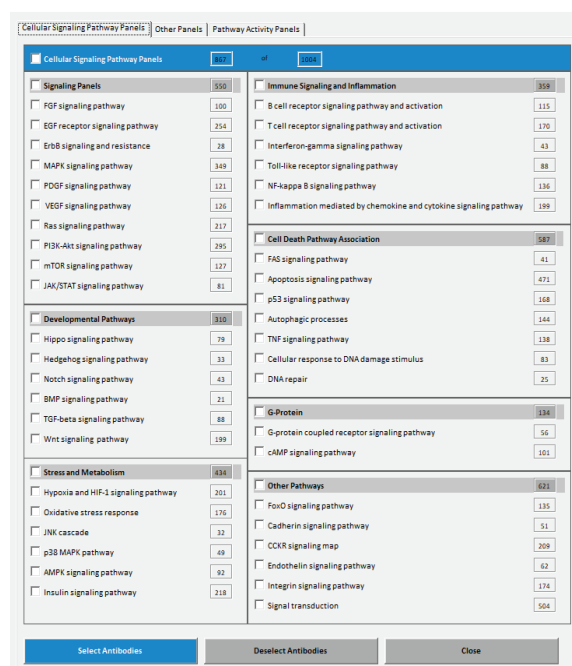 Cellular Signaling Pathway Panels Other Panels Pathway Activity Panels
Cellular Signaling Pathway Panels 867 of 1004
Signaling Panels 550
FGF signaling pathway 100
EGF receptor signaling pathway 254
ErbB signaling and resistance 28
MAPK signaling pathway 349
PDGF signaling pathway 121
VEGF signaling pathway 126
Ras signaling pathway 217
PI3K-Akt signaling pathway 295
mTOR signaling pathway 127
JAK/STAT signaling pathway 81
Developmental Pathways 310
Hippo signaling pathway 79
Hedgehog signaling pathway 33
Notch signaling pathway 43
BMP signaling pathway 21
TGF-beta signaling pathway 88
Wnt signaling pathway 199
Stress and Metabolism 434
Hypoxia and HIF-1 signaling pathway 201
Oxidative stress response 176
JNK cascade 32
p38 MAPK pathway 49
AMPK signaling pathway 92
Insulin signaling pathway 218
Immune Signaling and Inflammation 359
B cell receptor signaling pathway and activation 115
T cell receptor signaling pathway and activation 170
Interferon-gamma signaling pathway 43
Toll-like receptor signaling pathway 88
NF-kappa B signaling pathway 136
Inflammation mediated by chemokine and cytokine signaling pathway 199
Cell Death Pathway Association 587
FAS signaling pathway 41
Apoptosis signaling pathway 471
p53 signaling pathway 168
Autophagic processes 144
TNF signaling pathway 138
Cellular response to DNA damage stimulus 83
DNA repair 25
G-Protein 134
G-protein coupled receptor signaling pathway 56
cAMP signaling pathway 101
Other Pathways 621
FoxO signaling pathway 135
Cadherin signaling pathway 51
CCKR signaling map 209
Endothelin signaling pathway 62
Integrin signaling pathway 174
Signal transduction 504
Select Antibodies Deselect Antibodies Close